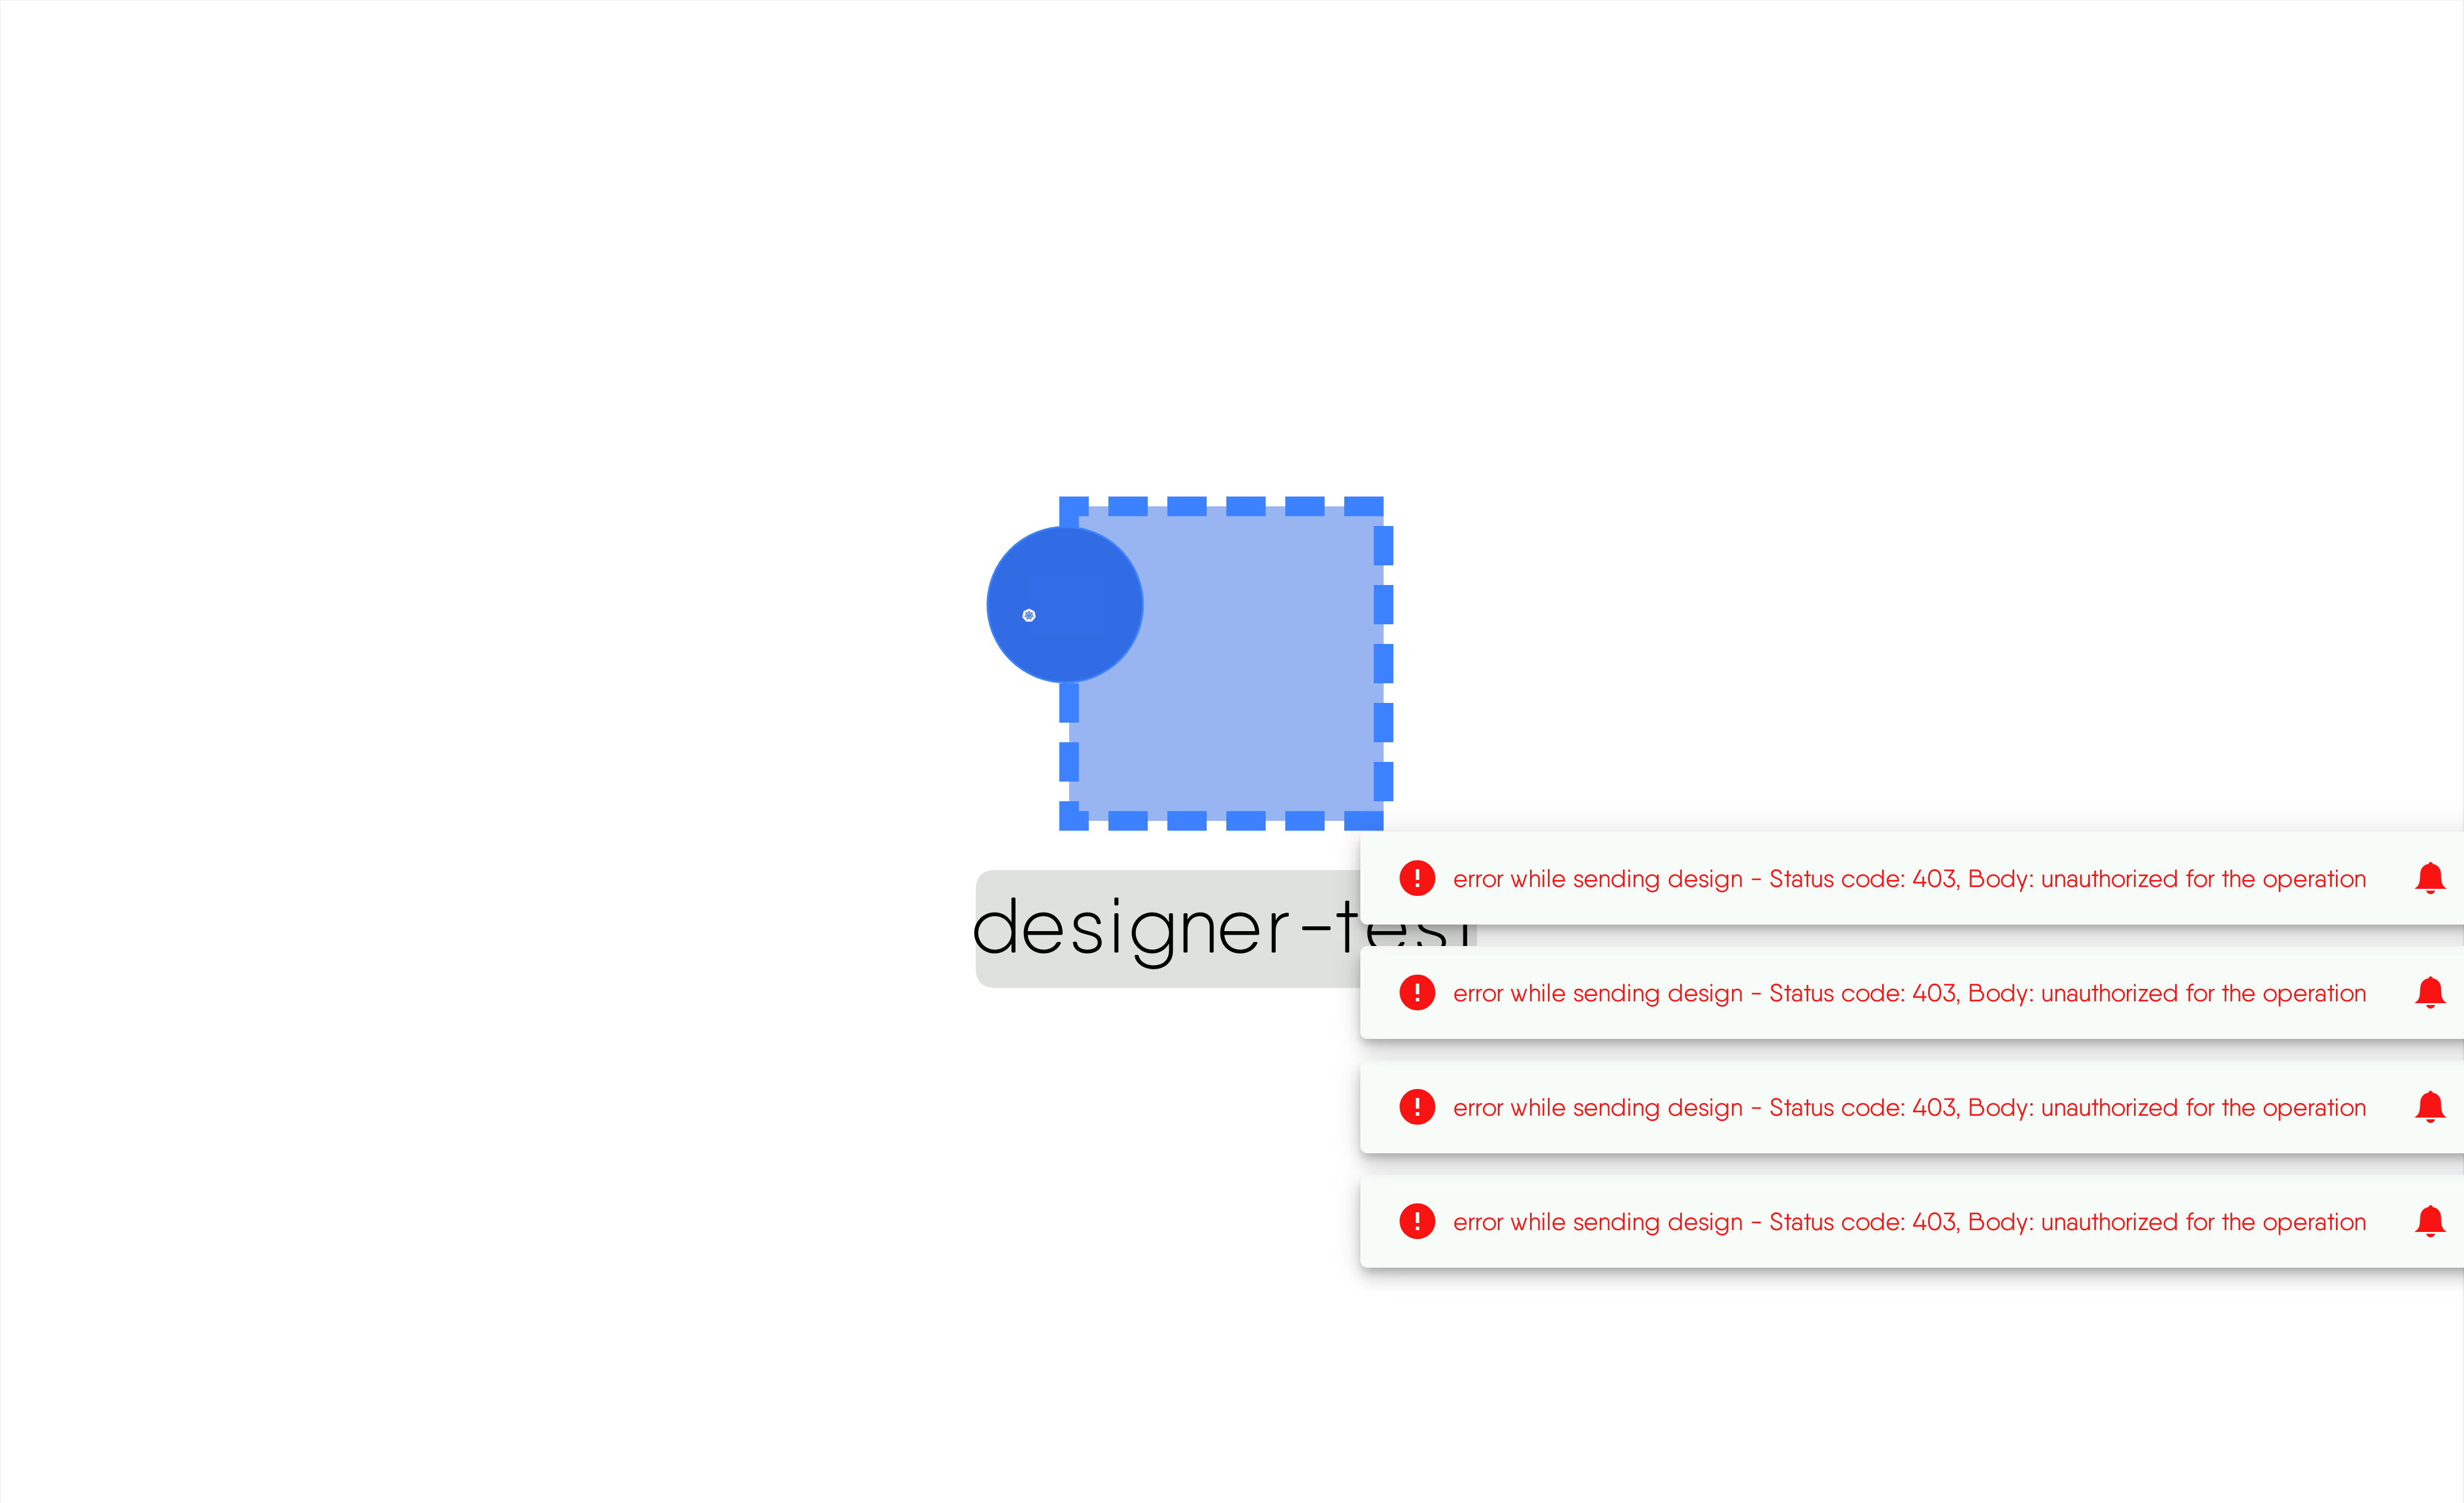 designer-test
error while sending design - Status code: 403, Body: unauthorized for the operation
error while sending design - Status code: 403, Body: unauthorized for the operation
error while sending design - Status code: 403, Body: unauthorized for the operation
error while sending design - Status code: 403, Body: unauthorized for the operation